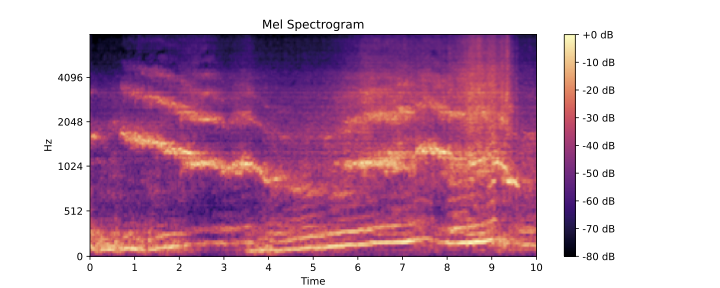 Mel Spectrogram
Hz
4096
2048
1024
512
0
0 1 2 3 4 5 6 7 8 9 10
Time
+0 dB
-10 dB
-20 dB
-30 dB
-40 dB
-50 dB
-60 dB
-70 dB
-80 dB